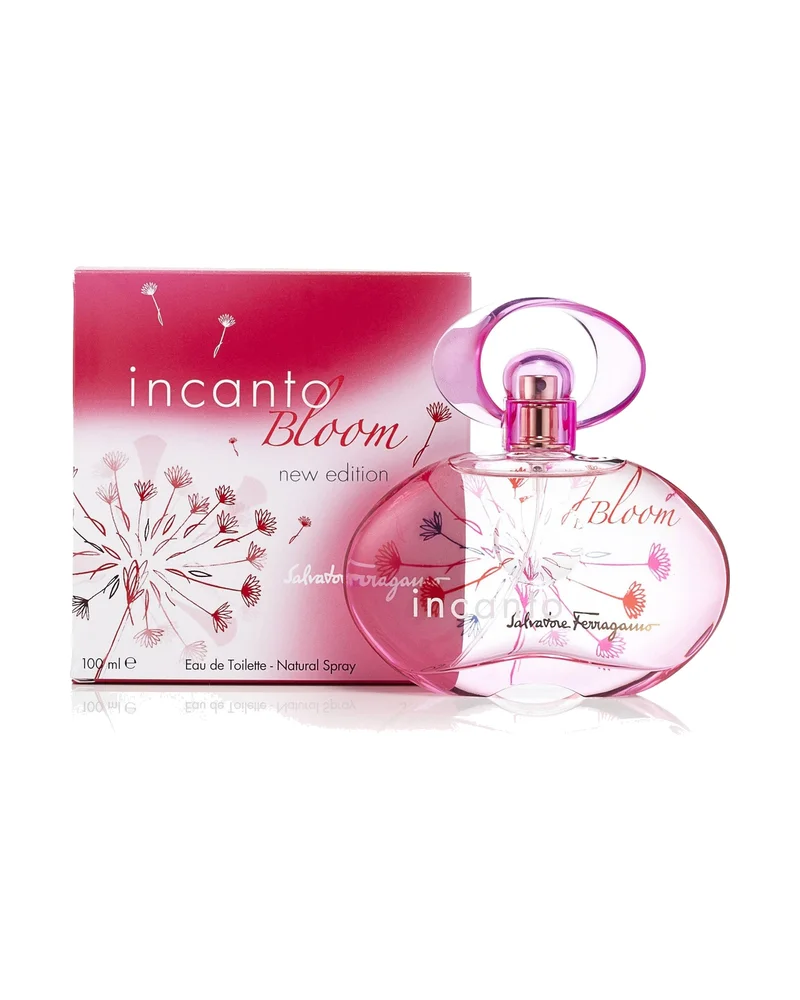 incanto
Bloom
new edition
Salvatore Ferragamo
100 ml ℮
Eau de Toilette - Natural Spray
Bloom
incanto
Salvatore Ferragamo